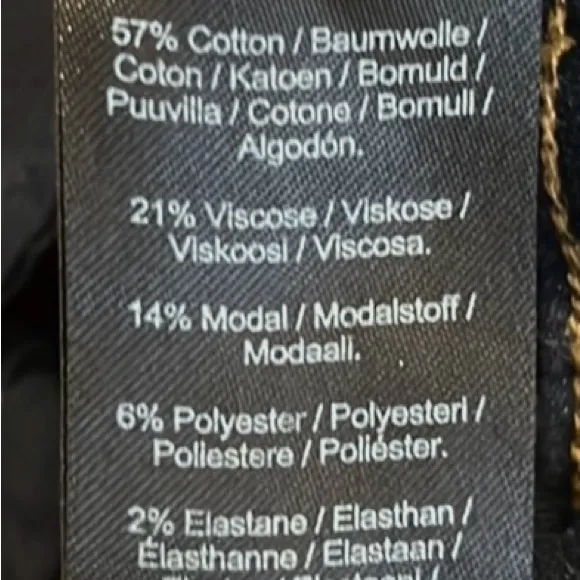 57% Cotton / Baumwolle /
Coton / Katoen / Bomuld /
Puuvilla / Cotone / Bomull /
Algodón.
21% Viscose / Viskose /
Viskoosi / Viscosa.
14% Modal / Modalstoff /
Modaali.
6% Polyester / Polyesteri /
Poliestere / Poliéster.
2% Elastane / Elasthan /
Élasthanne / Elastaan /